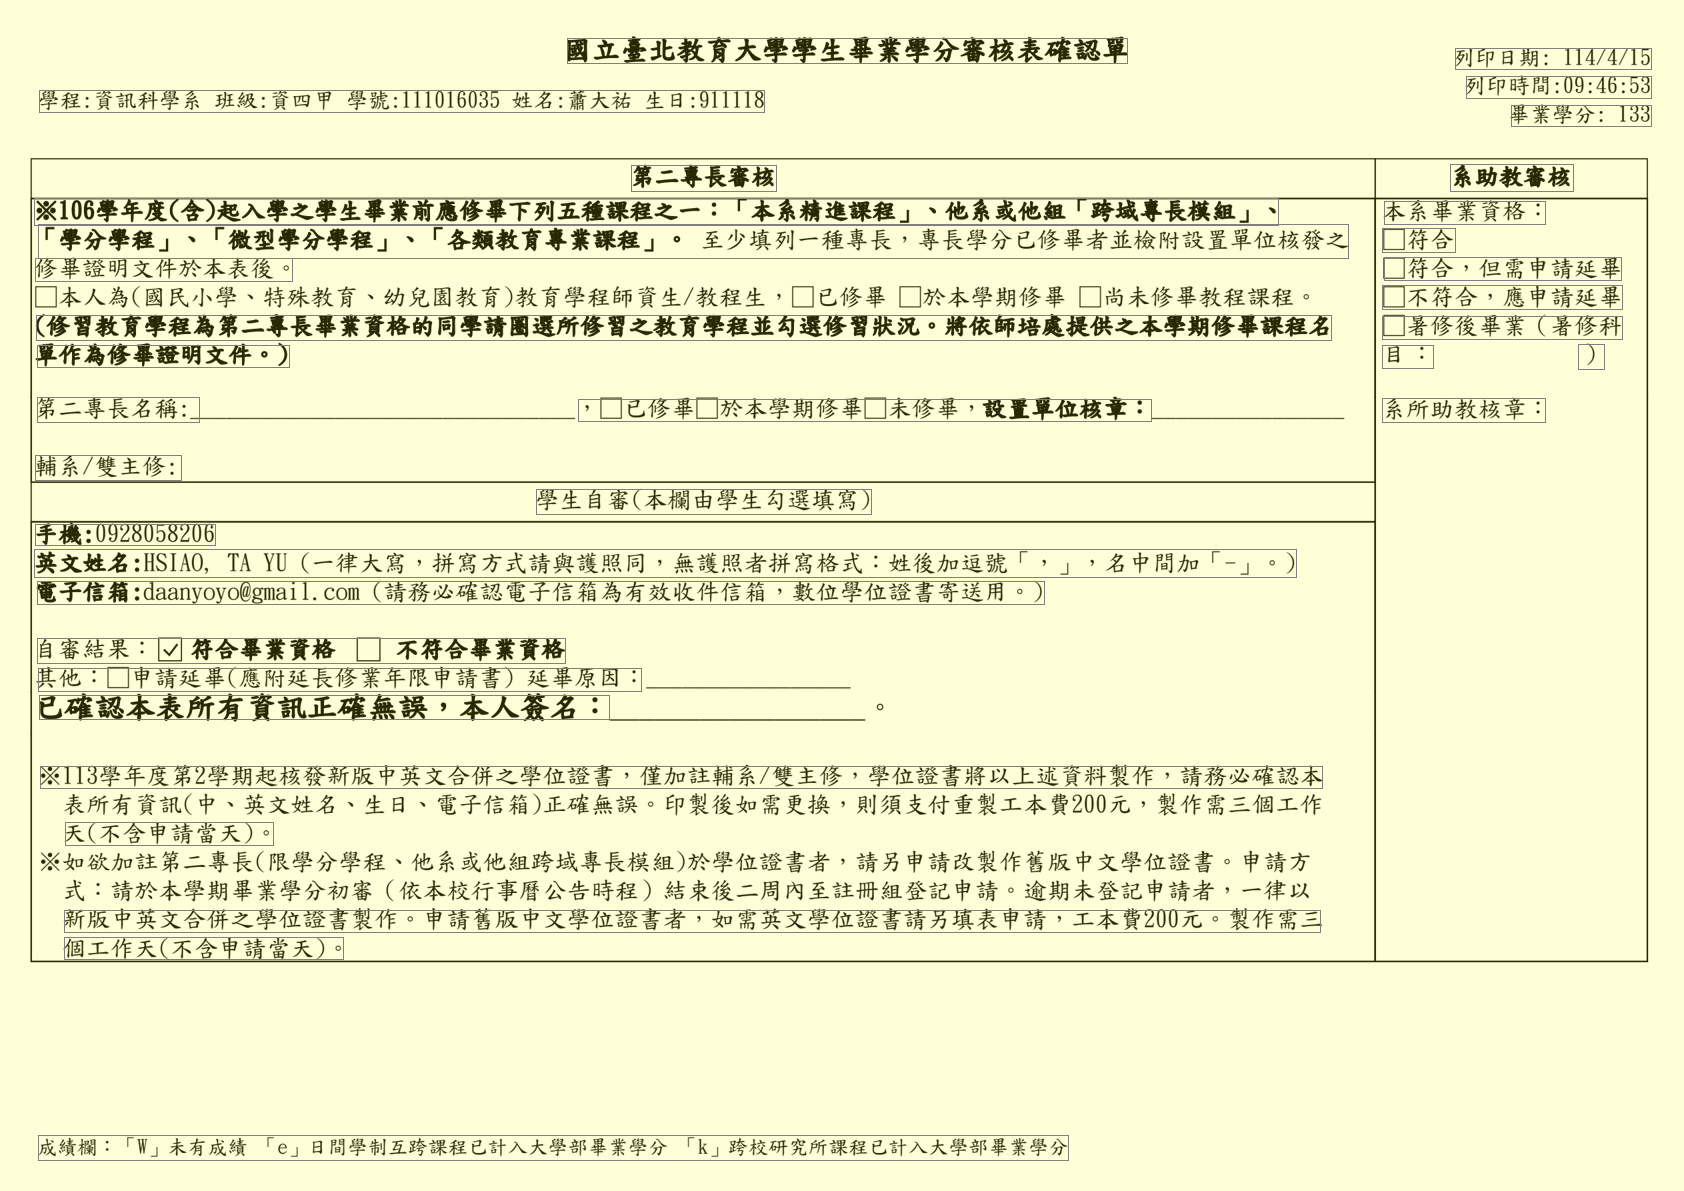 國立臺北教育大學學生畢業學分審核表確認單
列印日期: 114/4/15
列印時間:09:46:53
畢業學分: 133
學程:資訊科學系 班級:資四甲 學號:111016035 姓名:蕭大祐 生日:911118
第二專長審核
※106學年度(含)起入學之學生畢業前應修畢下列五種課程之一：「本系精進課程」、他系或他組「跨域專長模組」、
「學分學程」、「微型學分學程」、「各類教育專業課程」。 至少填列一種專長，專長學分已修畢者並檢附設置單位核發之
修畢證明文件於本表後。
□本人為(國民小學、特殊教育、幼兒園教育)教育學程師資生/教程生，□已修畢 □於本學期修畢 □尚未修畢教程課程。
(修習教育學程為第二專長畢業資格的同學請圈選所修習之教育學程並勾選修習狀況。將依師培處提供之本學期修畢課程名
單作為修畢證明文件。)
第二專長名稱:________________________________，□已修畢□於本學期修畢□未修畢，設置單位核章：________________
輔系/雙主修:
系助教審核
本系畢業資格：
□符合
□符合，但需申請延畢
□不符合，應申請延畢
□暑修後畢業（暑修科
目： ）
系所助教核章：
學生自審(本欄由學生勾選填寫)
手機:0928058206
英文姓名:HSIAO, TA YU (一律大寫，拼寫方式請與護照同，無護照者拼寫格式：姓後加逗號「，」，名中間加「-」。)
電子信箱:daanyoyo@gmail.com (請務必確認電子信箱為有效收件信箱，數位學位證書寄送用。)
自審結果：☑ 符合畢業資格 □ 不符合畢業資格
其他：□申請延畢(應附延長修業年限申請書) 延畢原因：_________________
已確認本表所有資訊正確無誤，本人簽名：_________________。
※113學年度第2學期起核發新版中英文合併之學位證書，僅加註輔系/雙主修，學位證書將以上述資料製作，請務必確認本
表所有資訊(中、英文姓名、生日、電子信箱)正確無誤。印製後如需更換，則須支付重製工本費200元，製作需三個工作
天(不含申請當天)。
※如欲加註第二專長(限學分學程、他系或他組跨域專長模組)於學位證書者，請另申請改製作舊版中文學位證書。申請方
式：請於本學期畢業學分初審（依本校行事曆公告時程）結束後二周內至註冊組登記申請。逾期未登記申請者，一律以
新版中英文合併之學位證書製作。申請舊版中文學位證書者，如需英文學位證書請另填表申請，工本費200元。製作需三
個工作天(不含申請當天)。
成績欄：「W」未有成績 「e」日間學制互跨課程已計入大學部畢業學分 「k」跨校研究所課程已計入大學部畢業學分